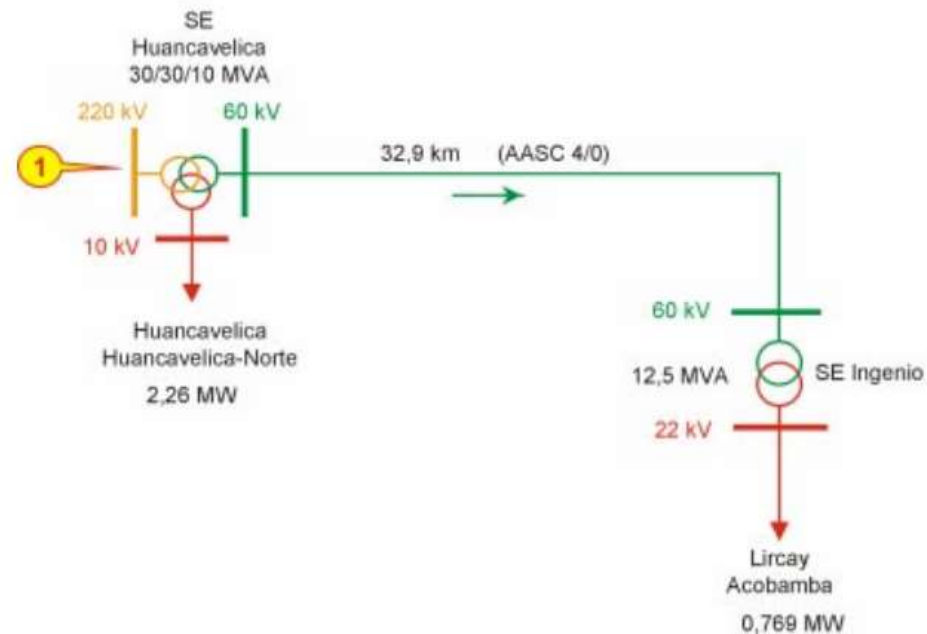 SE
Huancavelica
30/30/10 MVA
220 kV
60 kV
1
32,9 km (AASC 4/0)
10 kV
Huancavelica
Huancavelica-Norte
2,26 MW
60 kV
12,5 MVA
SE Ingenio
22 kV
Lircay
Acobamba
0,769 MW